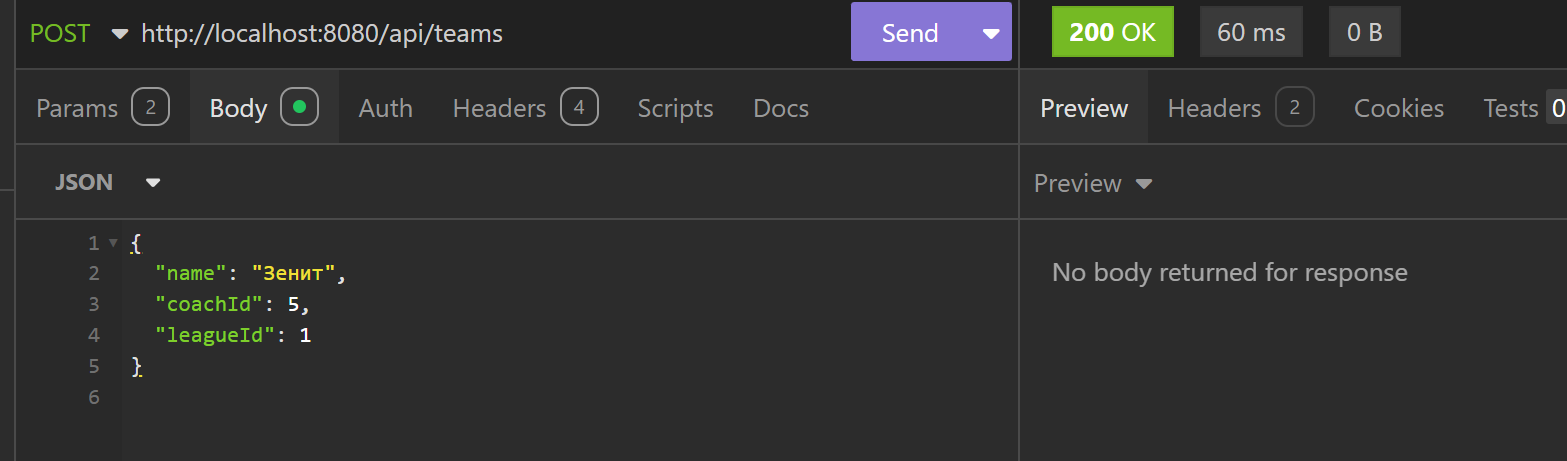 POST http://localhost:8080/api/teams Send 200 OK 60 ms 0 B
Params 2 Body Auth Headers 4 Scripts Docs Preview Headers 2 Cookies Tests 0
JSON Preview
1 {
2 "name": "Зенит",
3 "coachId": 5,
4 "leagueId": 1
5 }
6
No body returned for response